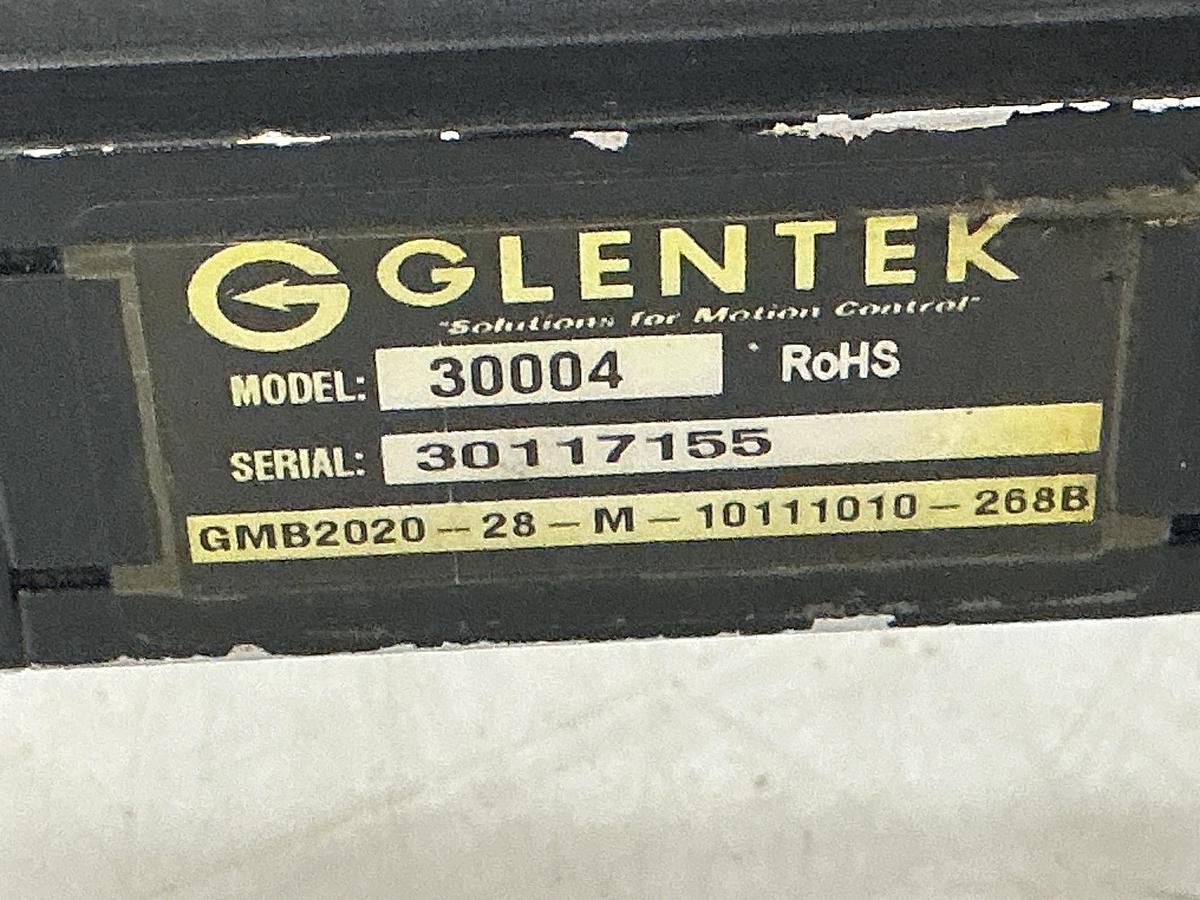 GLENTEK
"Solutions for Motion Control"
MODEL: 30004 RoHS
SERIAL: 30117155
GMB2020-28-M-10111010-268B